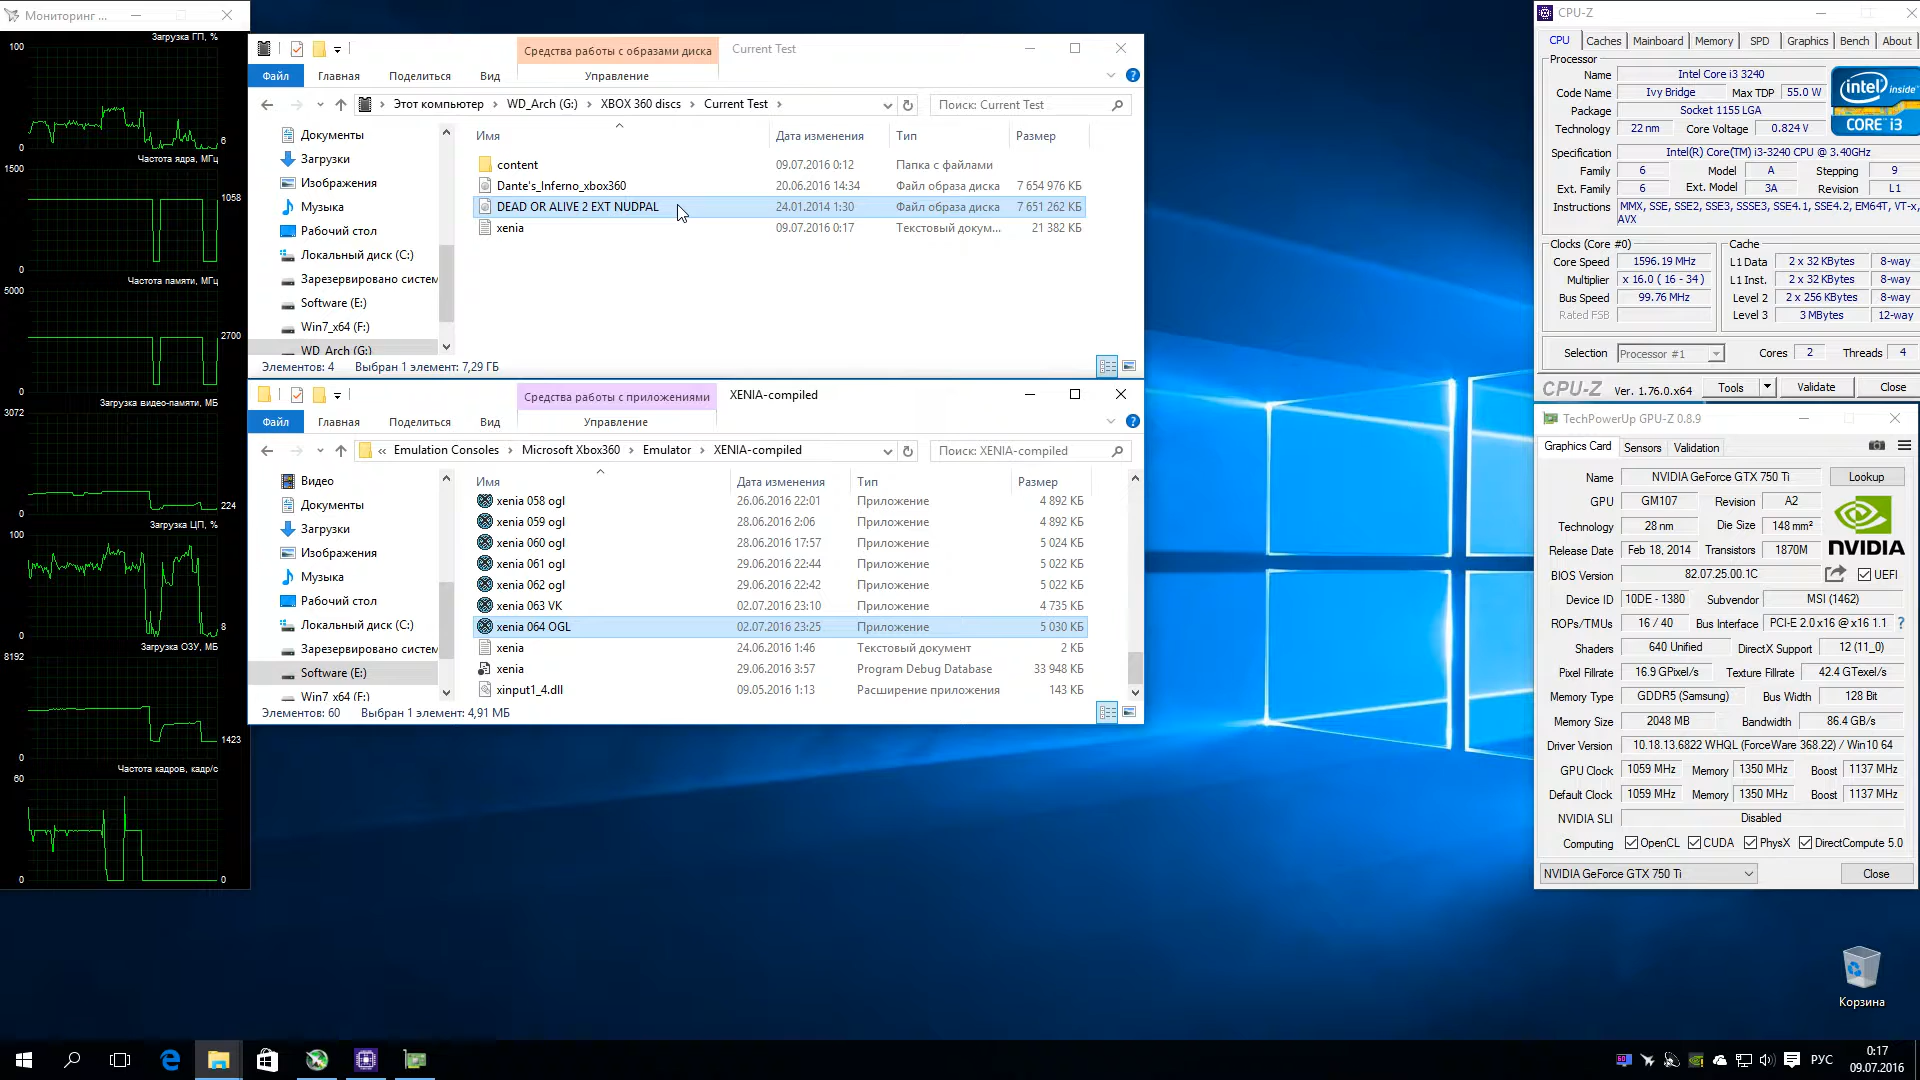 Мониторинг ...
Загрузка ГП, %
100
0
6
Частота ядра, МГц
1500
1058
0
Частота памяти, МГц
5000
2700
0
Загрузка видео-памяти, МБ
3072
224
0
Загрузка ЦП, %
100
8
0
Загрузка ОЗУ, МБ
8192
1423
0
Частота кадров, кадр/с
60
0
0
Средства работы с образами диска
Current Test
Файл
Главная
Поделиться
Вид
Управление
Этот компьютер > WD_Arch (G:) > XBOX 360 discs > Current Test >
Поиск: Current Test
Документы
Загрузки
Изображения
Музыка
Рабочий стол
Локальный диск (C:)
Зарезервировано систем
Software (E:)
Win7_x64 (F:)
WD_Arch (G:)
Имя Дата изменения Тип Размер
content 09.07.2016 0:12 Папка с файлами
Dante's_Inferno_xbox360 20.06.2016 14:34 Файл образа диска 7 654 976 КБ
DEAD OR ALIVE 2 EXT NUDPAL 24.01.2014 1:30 Файл образа диска 7 651 262 КБ
xenia 09.07.2016 0:17 Текстовый докум... 21 382 КБ
Элементов: 4 Выбран 1 элемент: 7,29 ГБ
Средства работы с приложениями
XENIA-compiled
Файл
Главная
Поделиться
Вид
Управление
« Emulation Consoles > Microsoft Xbox360 > Emulator > XENIA-compiled
Поиск: XENIA-compiled
Видео
Документы
Загрузки
Изображения
Музыка
Рабочий стол
Локальный диск (C:)
Зарезервировано систем
Software (E:)
Win7_x64 (F:)
Имя Дата изменения Тип Размер
xenia 058 ogl 26.06.2016 22:01 Приложение 4 892 КБ
xenia 059 ogl 28.06.2016 2:06 Приложение 4 892 КБ
xenia 060 ogl 28.06.2016 17:57 Приложение 5 024 КБ
xenia 061 ogl 29.06.2016 22:44 Приложение 5 022 КБ
xenia 062 ogl 29.06.2016 22:42 Приложение 5 022 КБ
xenia 063 VK 02.07.2016 23:10 Приложение 4 735 КБ
xenia 064 OGL 02.07.2016 23:25 Приложение 5 030 КБ
xenia 24.06.2016 1:46 Текстовый документ 2 КБ
xenia 29.06.2016 3:57 Program Debug Database 33 948 КБ
xinput1_4.dll 09.05.2016 1:13 Расширение приложения 143 КБ
Элементов: 60 Выбран 1 элемент: 4,91 МБ
CPU-Z
CPU Caches Mainboard Memory SPD Graphics Bench About
Processor
Name Intel Core i3 3240
Code Name Ivy Bridge Max TDP 55.0 W
Package Socket 1155 LGA
Technology 22 nm Core Voltage 0.824 V
intel inside™
CORE i3
Specification Intel(R) Core(TM) i3-3240 CPU @ 3.40GHz
Family 6 Model A Stepping 9
Ext. Family 6 Ext. Model 3A Revision L1
Instructions MMX, SSE, SSE2, SSE3, SSSE3, SSE4.1, SSE4.2, EM64T, VT-x,
AVX
Clocks (Core #0)
Core Speed 1596.19 MHz
Multiplier x 16.0 ( 16 - 34 )
Bus Speed 99.76 MHz
Rated FSB
Cache
L1 Data 2 x 32 KBytes 8-way
L1 Inst. 2 x 32 KBytes 8-way
Level 2 2 x 256 KBytes 8-way
Level 3 3 MBytes 12-way
Selection Processor #1 Cores 2 Threads 4
CPU-Z Ver. 1.76.0.x64 Tools Validate Close
TechPowerUp GPU-Z 0.8.9
Graphics Card Sensors Validation
Name NVIDIA GeForce GTX 750 Ti Lookup
GPU GM107 Revision A2
Technology 28 nm Die Size 148 mm²
Release Date Feb 18, 2014 Transistors 1870M
NVIDIA
BIOS Version 82.07.25.00.1C UEFI
Device ID 10DE - 1380 Subvendor MSI (1462)
ROPs/TMUs 16 / 40 Bus Interface PCI-E 2.0 x16 @ x16 1.1 ?
Shaders 640 Unified DirectX Support 12 (11_0)
Pixel Fillrate 16.9 GPixel/s Texture Fillrate 42.4 GTexel/s
Memory Type GDDR5 (Samsung) Bus Width 128 Bit
Memory Size 2048 MB Bandwidth 86.4 GB/s
Driver Version 10.18.13.6822 WHQL (ForceWare 368.22) / Win10 64
GPU Clock 1059 MHz Memory 1350 MHz Boost 1137 MHz
Default Clock 1059 MHz Memory 1350 MHz Boost 1137 MHz
NVIDIA SLI Disabled
Computing OpenCL CUDA PhysX DirectCompute 5.0
NVIDIA GeForce GTX 750 Ti Close
Корзина
60
РУС
0:17
09.07.2016